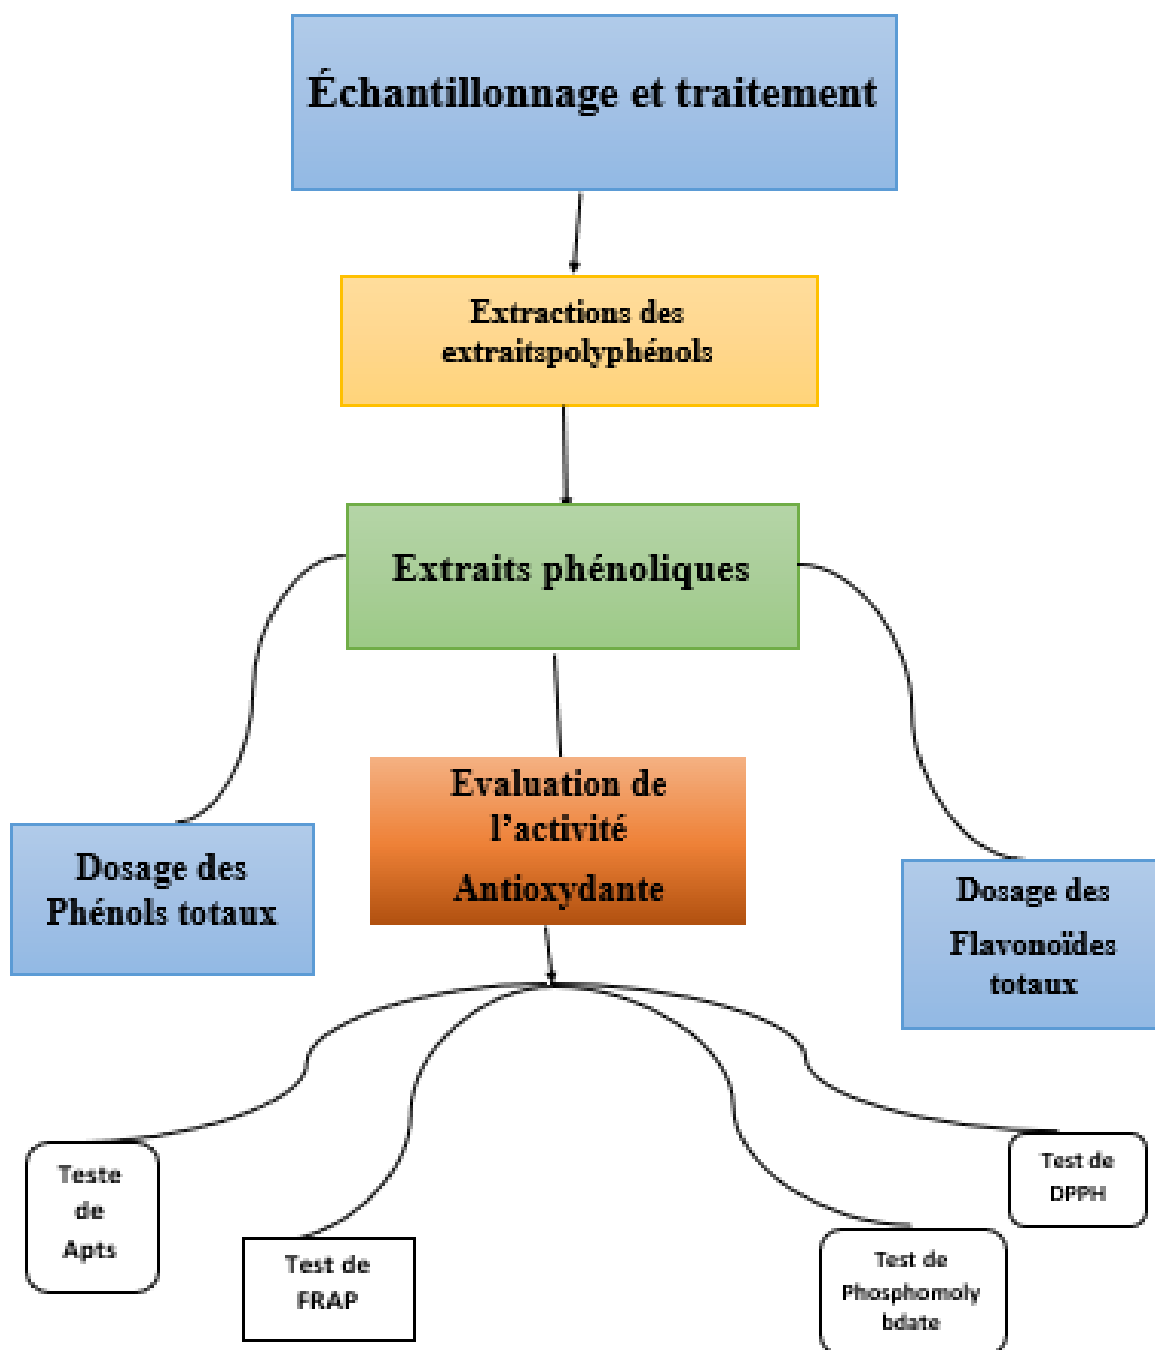 Échantillonnage et traitement
Extractions des
extraitspolyphénols
Extraits phénoliques
Evaluation de
l’activité
Antioxydante
Dosage des
Phénols totaux
Dosage des
Flavonoïdes
totaux
Teste
de
Apts
Test de
FRAP
Test de
Phosphomoly
bdate
Test de
DPPH